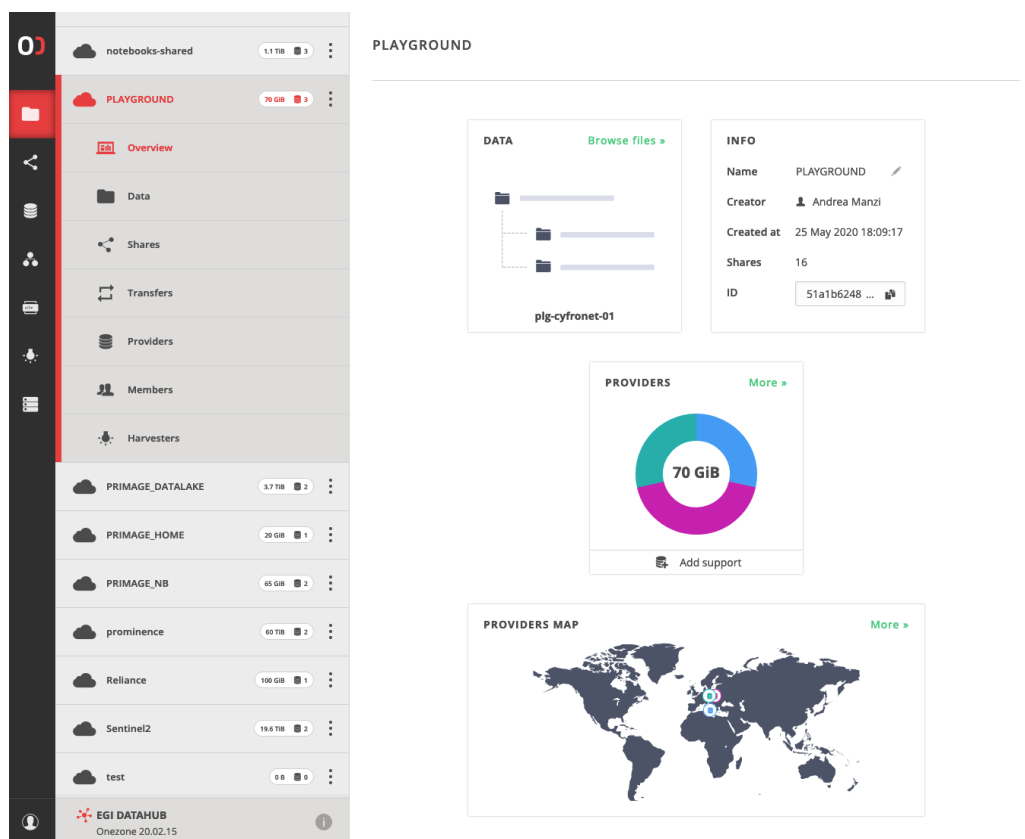 notebooks-shared 1.1 TiB 3
PLAYGROUND 70 GiB 3
Overview
Data
Shares
Transfers
Providers
Members
Harvesters
PRIMAGE_DATALAKE 3.7 TiB 2
PRIMAGE_HOME 20 GiB 1
PRIMAGE_NB 65 GiB 2
prominence 60 TiB 2
Reliance 100 GiB 1
Sentinel2 19.6 TiB 2
test 0 B 0
EGI DATAHUB
Onezone 20.02.15
PLAYGROUND
DATA Browse files »
plg-cyfronet-01
INFO
Name PLAYGROUND
Creator Andrea Manzi
Created at 25 May 2020 18:09:17
Shares 16
ID 51a1b6248 ...
PROVIDERS More »
70 GiB
Add support
PROVIDERS MAP More »